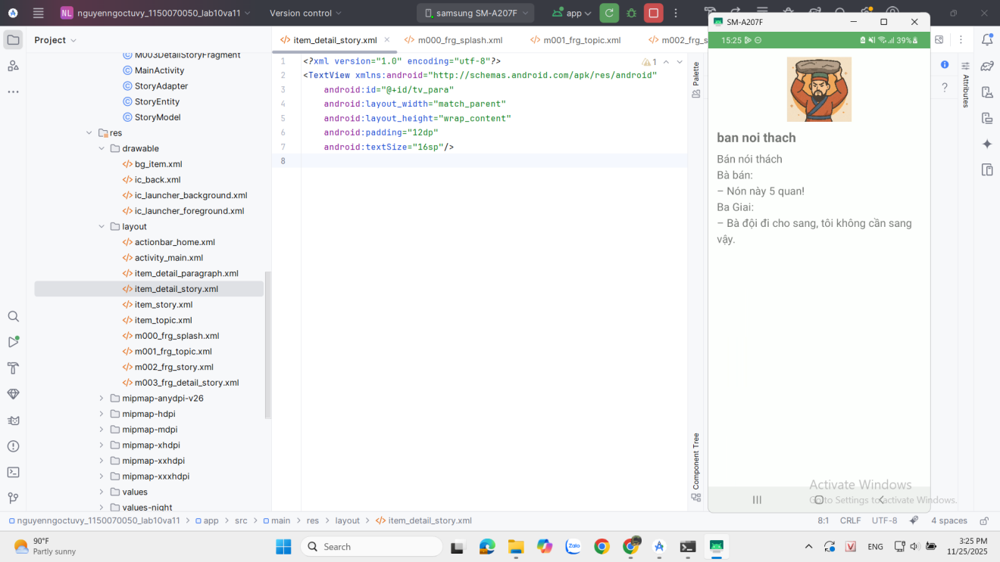 NL nguyenngoctuvy_1150070050_lab10va11
Version control
samsung SM-A207F
app
Project
M003DetailStoryFragment
MainActivity
StoryAdapter
StoryEntity
StoryModel
res
drawable
bg_item.xml
ic_back.xml
ic_launcher_background.xml
ic_launcher_foreground.xml
layout
actionbar_home.xml
activity_main.xml
item_detail_paragraph.xml
item_detail_story.xml
item_story.xml
item_topic.xml
m000_frg_splash.xml
m001_frg_topic.xml
m002_frg_story.xml
m003_frg_detail_story.xml
mipmap-anydpi-v26
mipmap-hdpi
mipmap-mdpi
mipmap-xhdpi
mipmap-xxhdpi
mipmap-xxxhdpi
values
values-night
item_detail_story.xml
m000_frg_splash.xml
m001_frg_topic.xml
m002_frg_s
1 <?xml version="1.0" encoding="utf-8"?>
2 <TextView xmlns:android="http://schemas.android.com/apk/res/android"
3 android:id="@+id/tv_para"
4 android:layout_width="match_parent"
5 android:layout_height="wrap_content"
6 android:padding="12dp"
7 android:textSize="16sp"/>
8
1
Palette
Component Tree
Attributes
SM-A207F
15:25
39%
ban noi thach
Bán nói thách
Bà bán:
– Nón này 5 quan!
Ba Giai:
– Bà đội đi cho sang, tôi không cần sang
vậy.
Activate Windows
Go to Settings to activate Windows.
nguyenngoctuvy_1150070050_lab10va11 > app > src > main > res > layout > item_detail_story.xml
8:1 CRLF UTF-8 4 spaces
90°F
Partly sunny
Search
Zalo
ENG
3:25 PM
11/25/2025